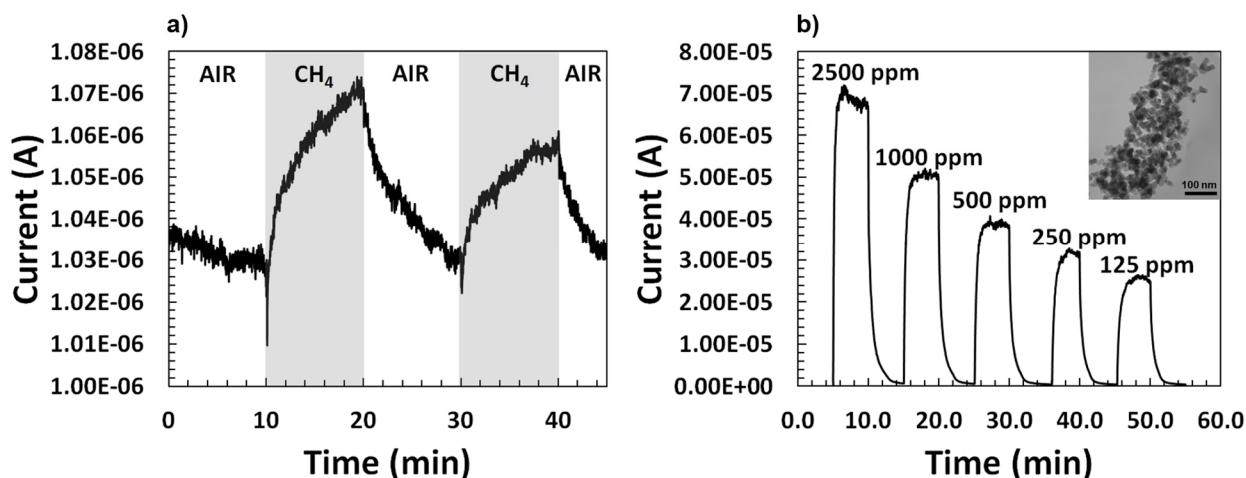 a)
1.08E-06
1.07E-06
1.06E-06
1.05E-06
1.04E-06
1.03E-06
1.02E-06
1.01E-06
1.00E-06
Current (A)
AIR CH₄ AIR CH₄ AIR
0 10 20 30 40
Time (min)
b)
8.00E-05
7.00E-05
6.00E-05
5.00E-05
4.00E-05
3.00E-05
2.00E-05
1.00E-05
0.00E+00
Current (A)
2500 ppm
1000 ppm
500 ppm
250 ppm
125 ppm
100 nm
0.0 10.0 20.0 30.0 40.0 50.0 60.0
Time (min)